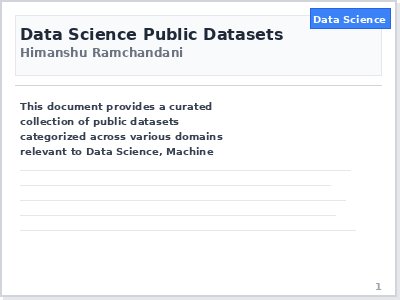 Data Science
Data Science Public Datasets
Himanshu Ramchandani
This document provides a curated
collection of public datasets
categorized across various domains
relevant to Data Science, Machine
1